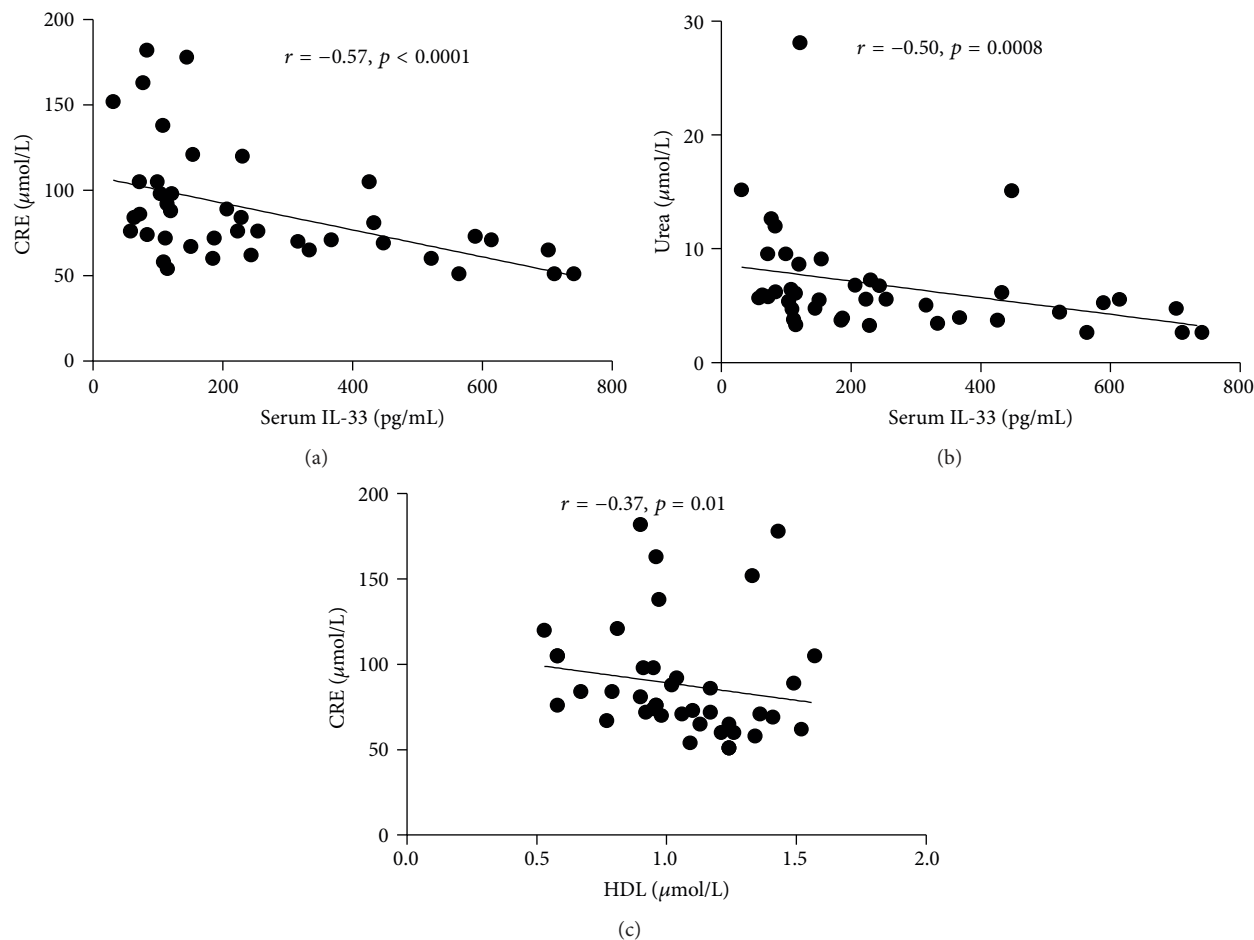 r = −0.57, p < 0.0001
CRE (μmol/L)
200
150
100
50
0
0 200 400 600 800
Serum IL-33 (pg/mL)
(a)
r = −0.50, p = 0.0008
Urea (μmol/L)
30
20
10
0
0 200 400 600 800
Serum IL-33 (pg/mL)
(b)
r = −0.37, p = 0.01
CRE (μmol/L)
200
150
100
50
0
0.0 0.5 1.0 1.5 2.0
HDL (μmol/L)
(c)